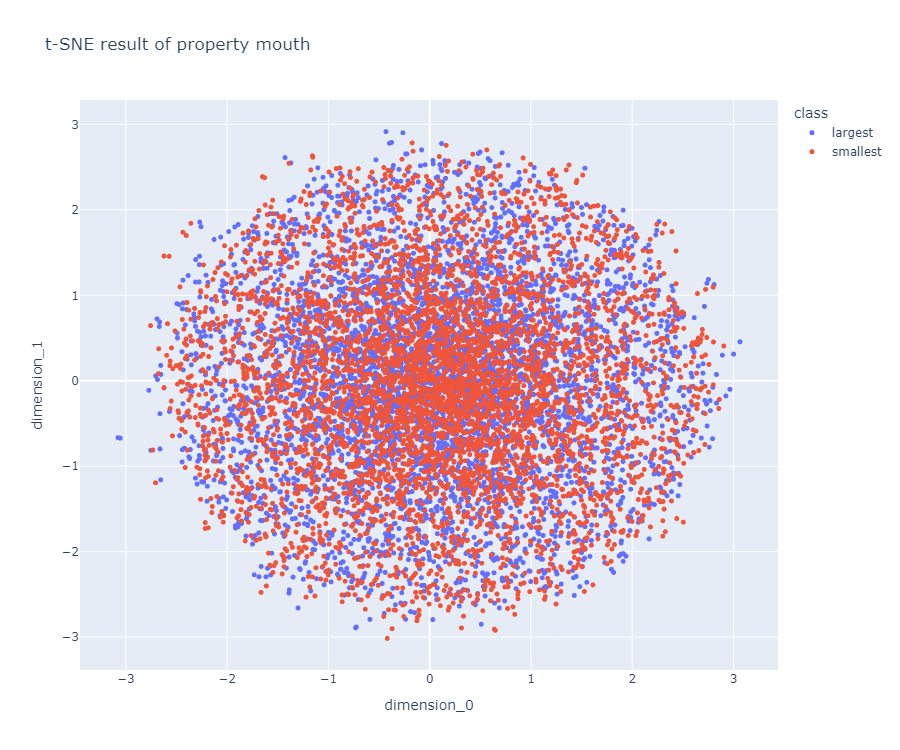 t-SNE result of property mouth
class
largest
smallest
3
2
1
0
−1
−2
−3
dimension_1
−3
−2
−1
0
1
2
3
dimension_0